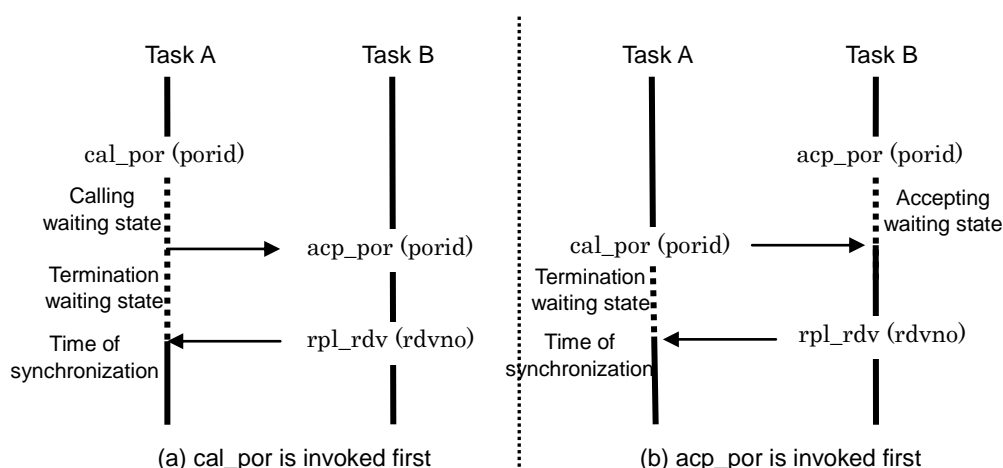 Task A
Task B
cal_por (porid)
Calling
waiting state
acp_por (porid)
Termination
waiting state
rpl_rdv (rdvno)
Time of
synchronization
(a) cal_por is invoked first
Task A
Task B
acp_por (porid)
Accepting
waiting state
cal_por (porid)
Termination
waiting state
rpl_rdv (rdvno)
Time of
synchronization
(b) acp_por is invoked first